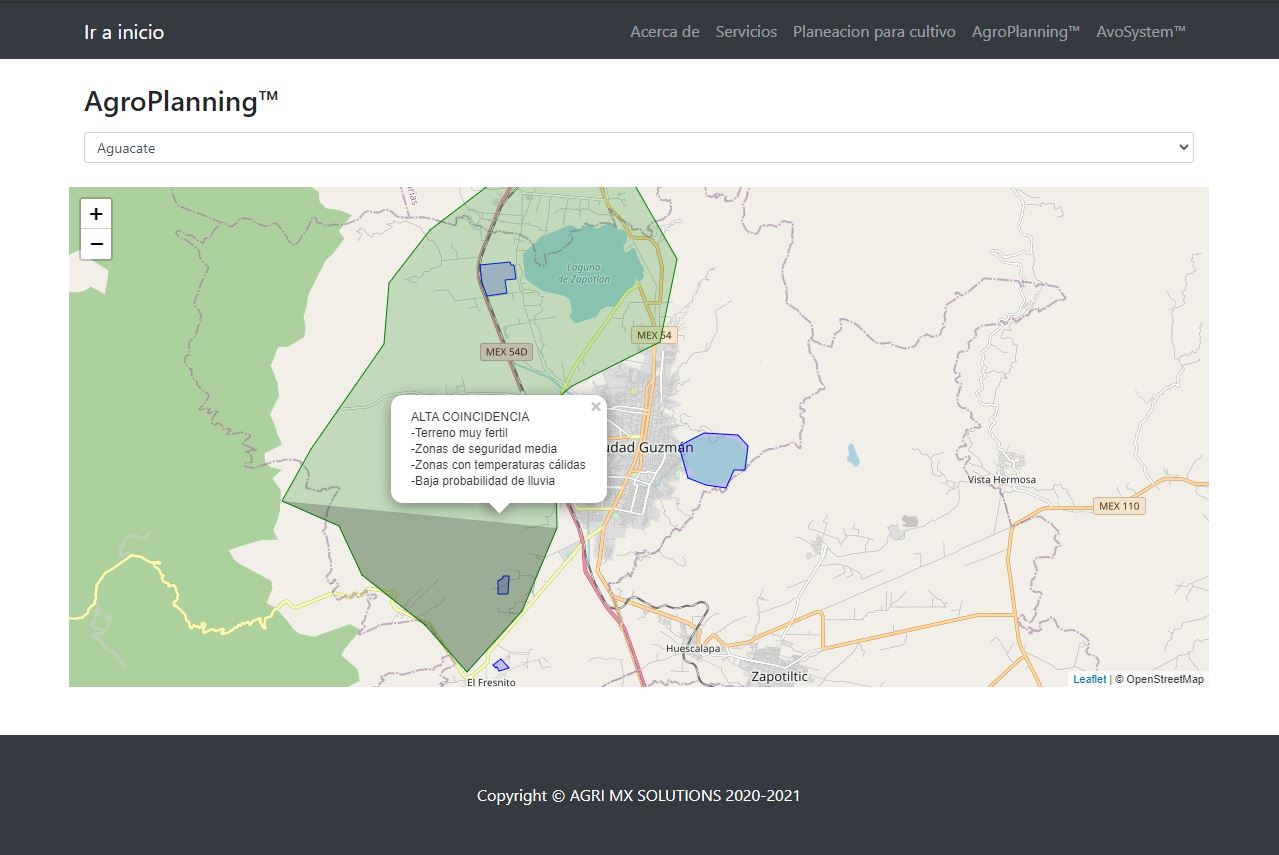 Ir a inicio
Acerca de Servicios Planeacion para cultivo AgroPlanning™ AvoSystem™
AgroPlanning™
Aguacate
+
−
Laguna
de Zapotlán
MEX 54
MEX 54D
ALTA COINCIDENCIA
-Terreno muy fertil
-Zonas de seguridad media
-Zonas con temperaturas cálidas
-Baja probabilidad de lluvia
×
udad Guzmán
Vista Hermosa
MEX 110
Huescalapa
Zapotiltic
El Fresnito
Leaflet | © OpenStreetMap
Copyright © AGRI MX SOLUTIONS 2020-2021